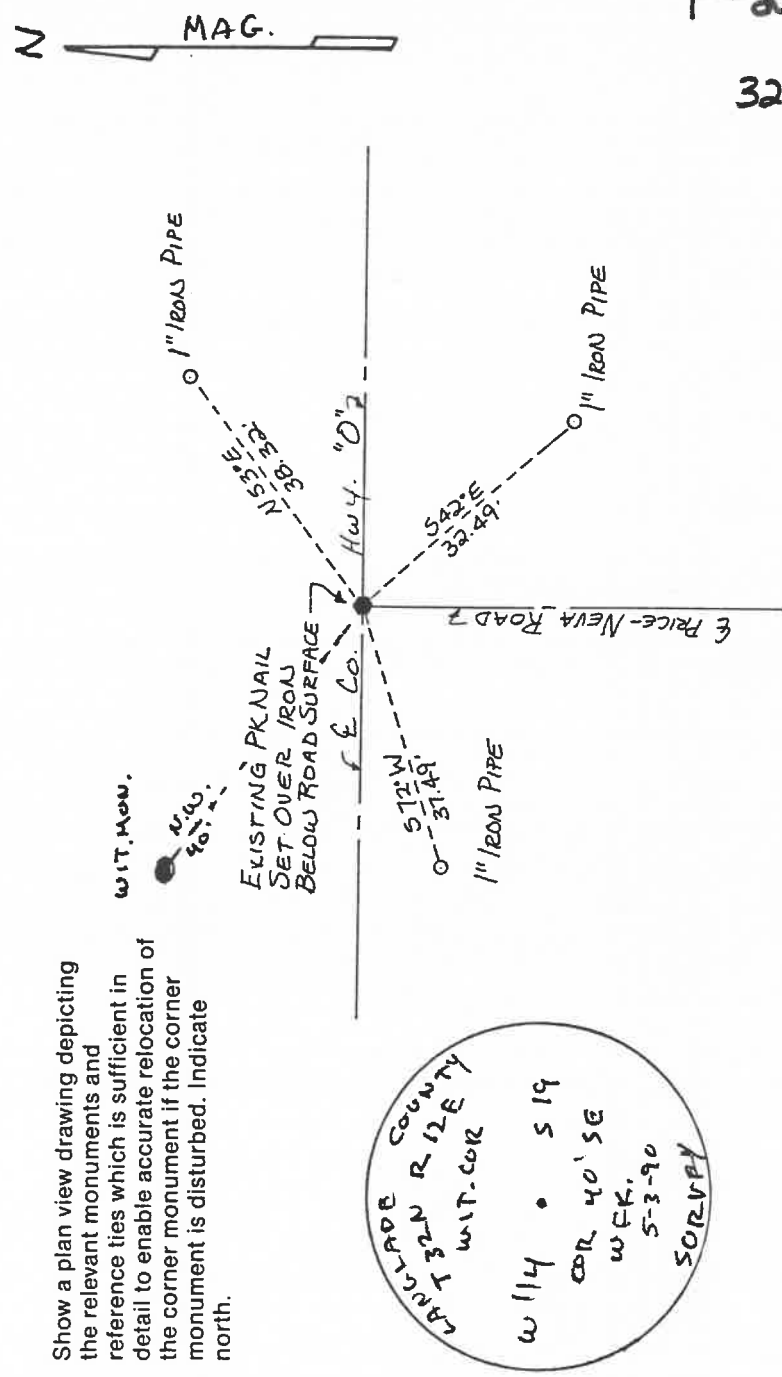 N
MAG.
32
Show a plan view drawing depicting
the relevant monuments and
reference ties which is sufficient in
detail to enable accurate relocation of
the corner monument if the corner
monument is disturbed. Indicate
north.
WIT. MON.
N.W.
40'
EXISTING PK NAIL
SET OVER IRON
BELOW ROAD SURFACE
1" IRON PIPE
N53°E
38.32'
℄ Co. Hwy. "O"
S42°E
32.49'
1" IRON PIPE
S72°W
37.49'
1" IRON PIPE
℄ PRICE-NEVA ROAD
LANGLADE COUNTY
T32N R 12E
WIT. COR
W 1/4 • S 19
COR 40' SE
WFK.
5-3-90
SURVEY